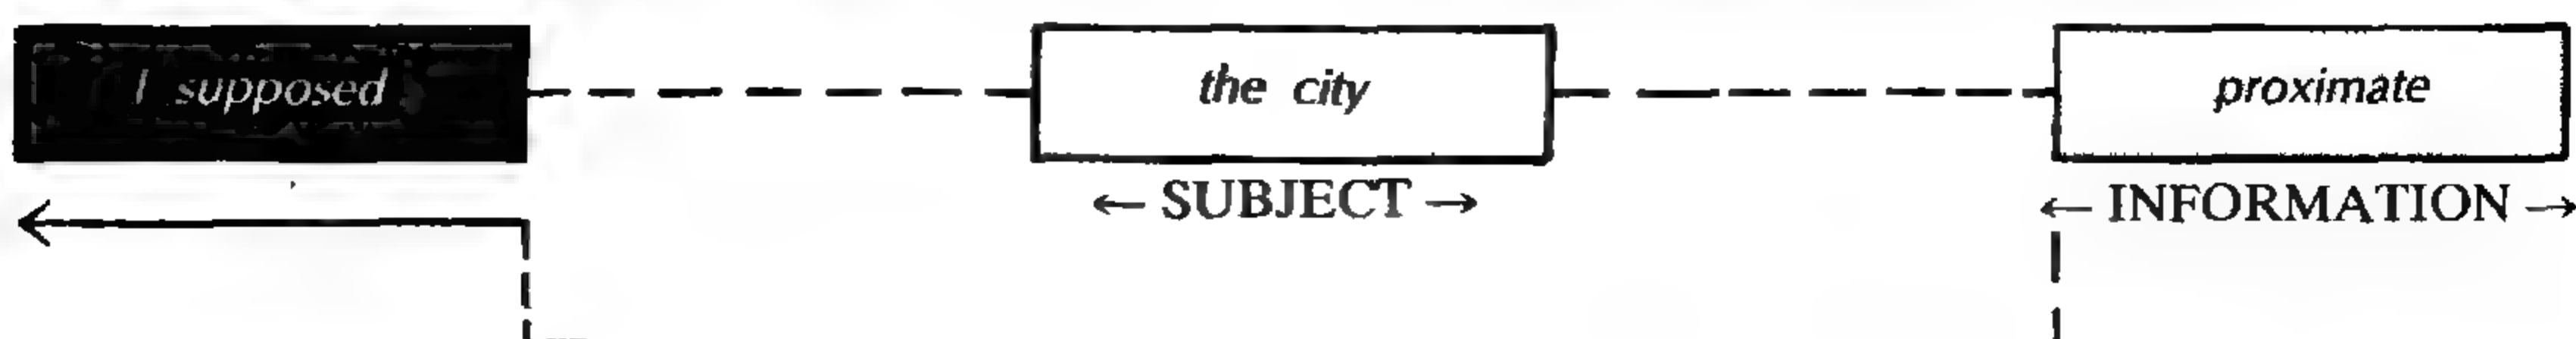 I supposed the city proximate
← SUBJECT → ← INFORMATION →